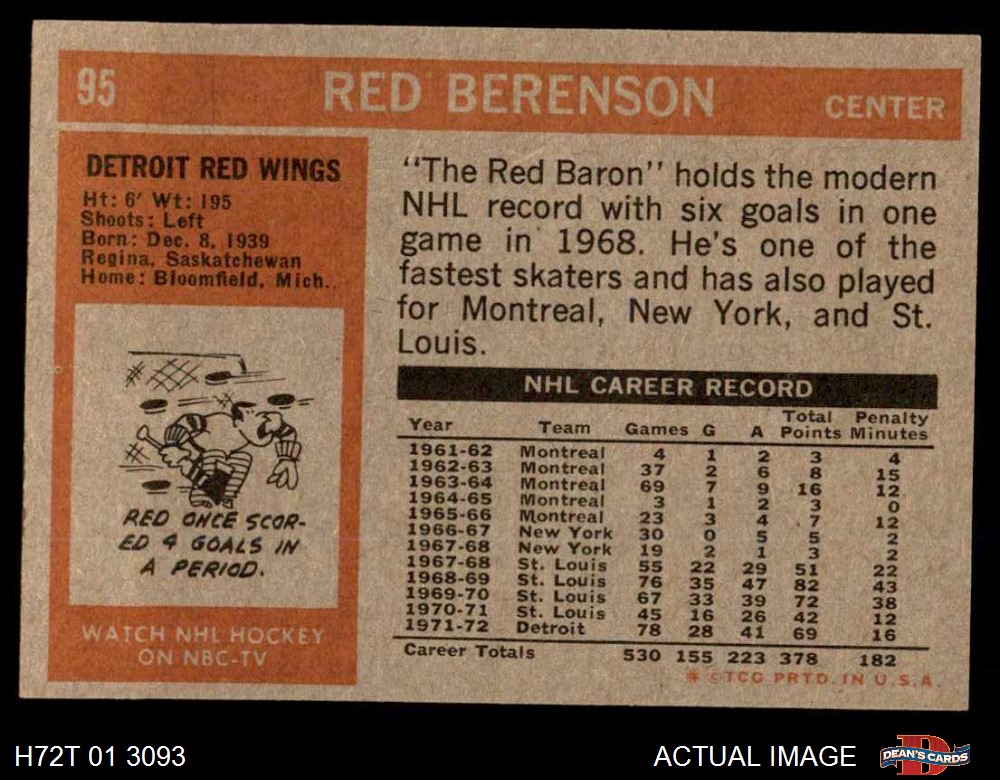 95 RED BERENSON CENTER
DETROIT RED WINGS
Ht: 6' Wt: 195
Shoots: Left
Born: Dec. 8, 1939
Regina, Saskatchewan
Home: Bloomfield, Mich..
RED ONCE SCOR-
ED 4 GOALS IN
A PERIOD.
WATCH NHL HOCKEY
ON NBC-TV
"The Red Baron" holds the modern
NHL record with six goals in one
game in 1968. He's one of the
fastest skaters and has also played
for Montreal, New York, and St.
Louis.
NHL CAREER RECORD
Year Team Games G A Total Points Penalty Minutes
1961-62 Montreal 4 1 2 3 4
1962-63 Montreal 37 2 6 8 15
1963-64 Montreal 69 7 9 16 12
1964-65 Montreal 3 1 2 3 0
1965-66 Montreal 23 3 4 7 12
1966-67 New York 30 0 5 5 2
1967-68 New York 19 2 1 3 2
1967-68 St. Louis 55 22 29 51 22
1968-69 St. Louis 76 35 47 82 43
1969-70 St. Louis 67 33 39 72 38
1970-71 St. Louis 45 16 26 42 12
1971-72 Detroit 78 28 41 69 16
Career Totals 530 155 223 378 182
* © TCG PRTD. IN U.S.A.
H72T 01 3093 ACTUAL IMAGE DEAN'S CARDS